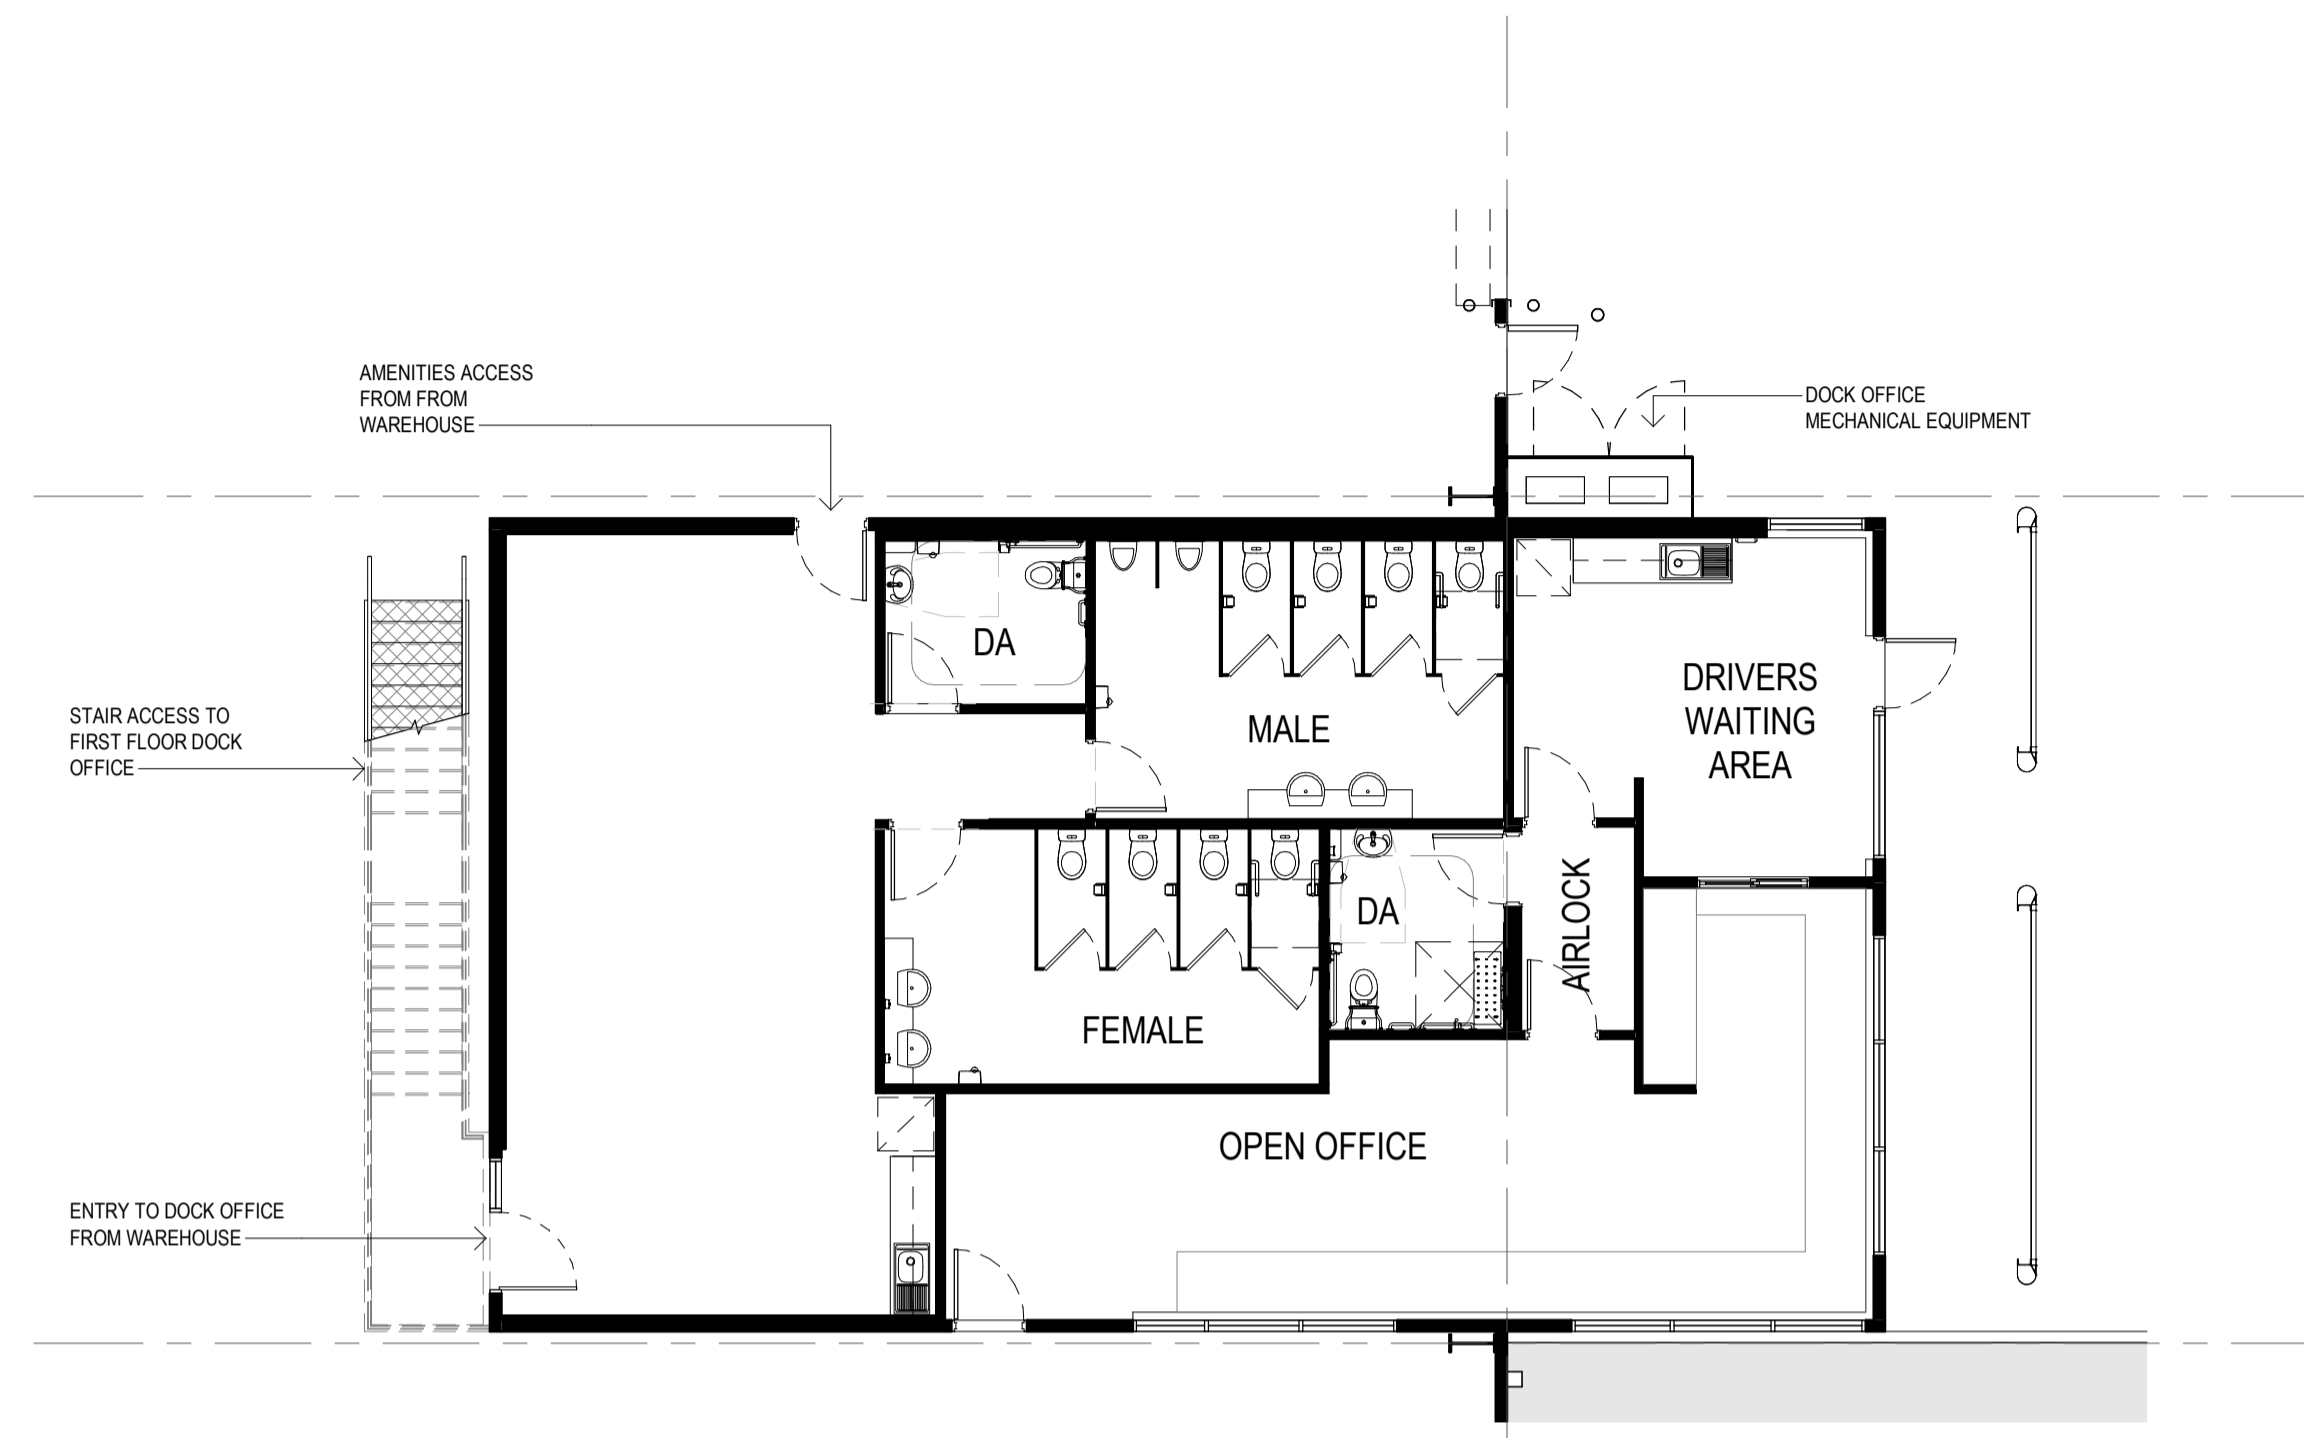 AMENITIES ACCESS
FROM FROM
WAREHOUSE
DOCK OFFICE
MECHANICAL EQUIPMENT
DA
MALE
DRIVERS
WAITING
AREA
STAIR ACCESS TO
FIRST FLOOR DOCK
OFFICE
DA
AIRLOCK
FEMALE
OPEN OFFICE
ENTRY TO DOCK OFFICE
FROM WAREHOUSE